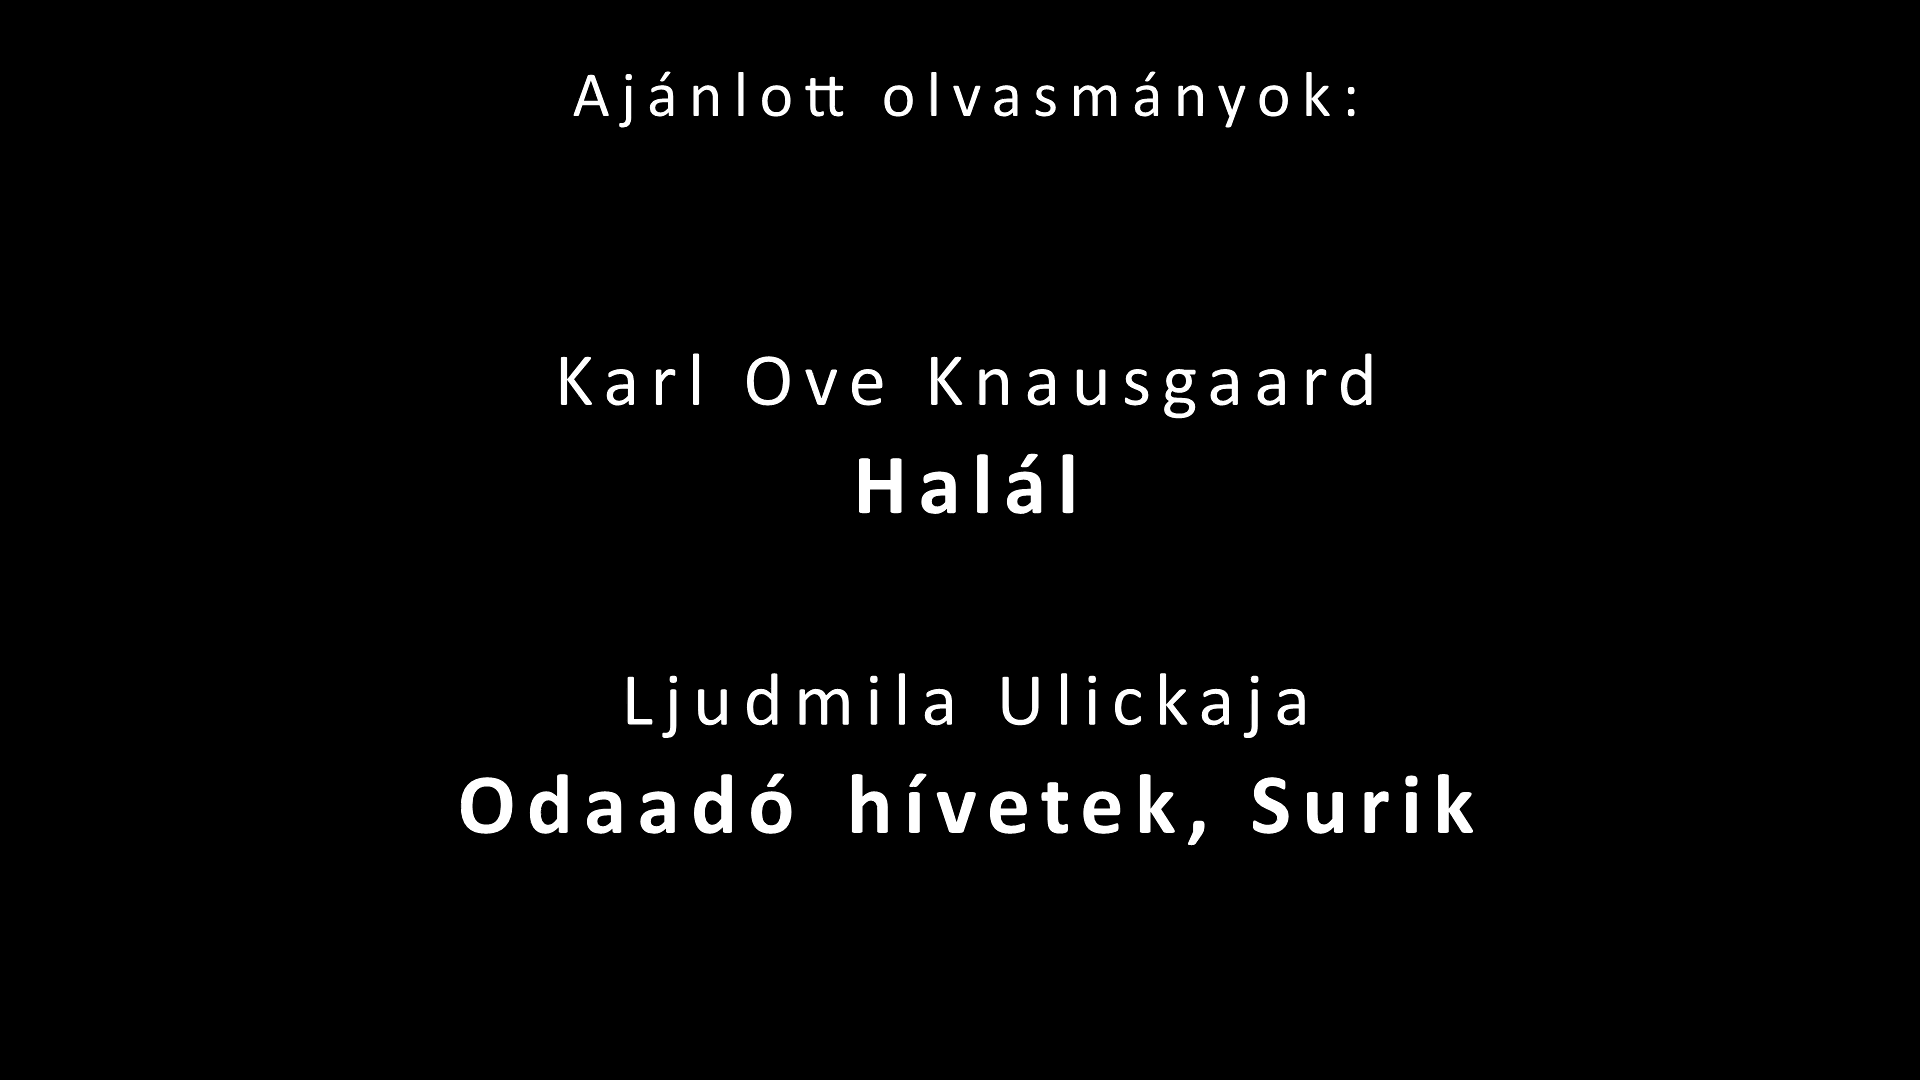 Ajánlott olvasmányok:
Karl Ove Knausgaard
Halál
Ljudmila Ulickaja
Odaadó hívetek, Surik